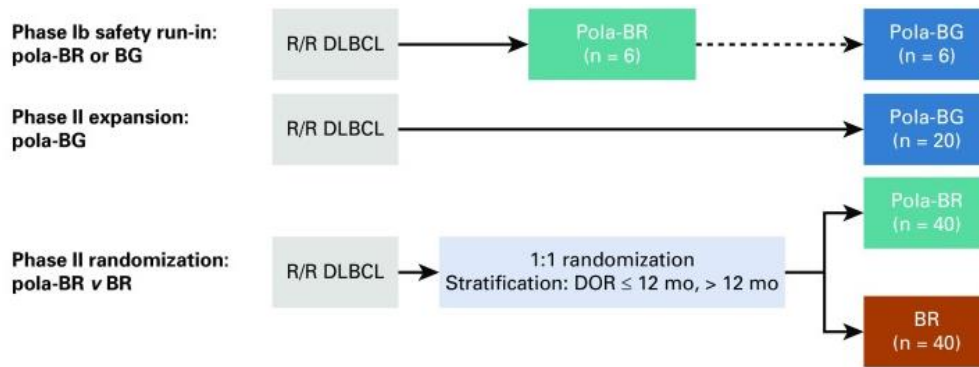 Phase Ib safety run-in:
pola-BR or BG
R/R DLBCL
Pola-BR
(n = 6)
Pola-BG
(n = 6)
Phase II expansion:
pola-BG
R/R DLBCL
Pola-BG
(n = 20)
Phase II randomization:
pola-BR v BR
R/R DLBCL
1:1 randomization
Stratification: DOR ≤ 12 mo, > 12 mo
Pola-BR
(n = 40)
BR
(n = 40)